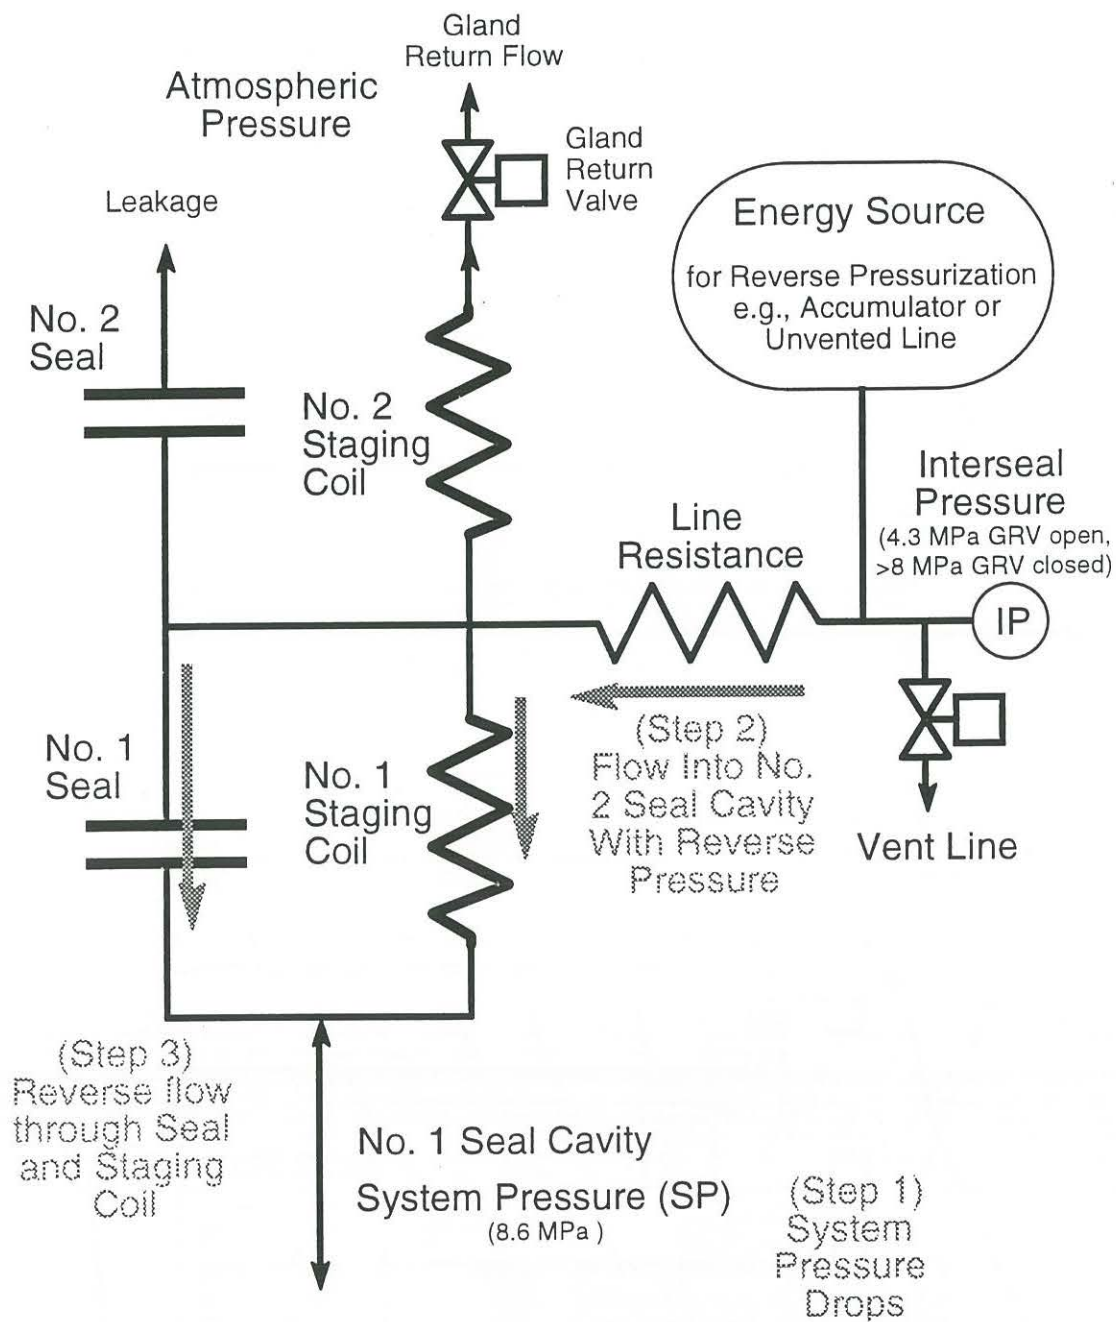 Gland
Return Flow
Atmospheric
Pressure
Gland
Return
Valve
Leakage
Energy Source
for Reverse Pressurization
e.g., Accumulator or
Unvented Line
No. 2
Seal
No. 2
Staging
Coil
Interseal
Pressure
(4.3 MPa GRV open,
>8 MPa GRV closed)
Line
Resistance
IP
No. 1
Seal
No. 1
Staging
Coil
(Step 2)
Flow Into No.
2 Seal Cavity
With Reverse
Pressure
Vent Line
(Step 3)
Reverse flow
through Seal
and Staging
Coil
No. 1 Seal Cavity
System Pressure (SP)
(8.6 MPa )
(Step 1)
System
Pressure
Drops